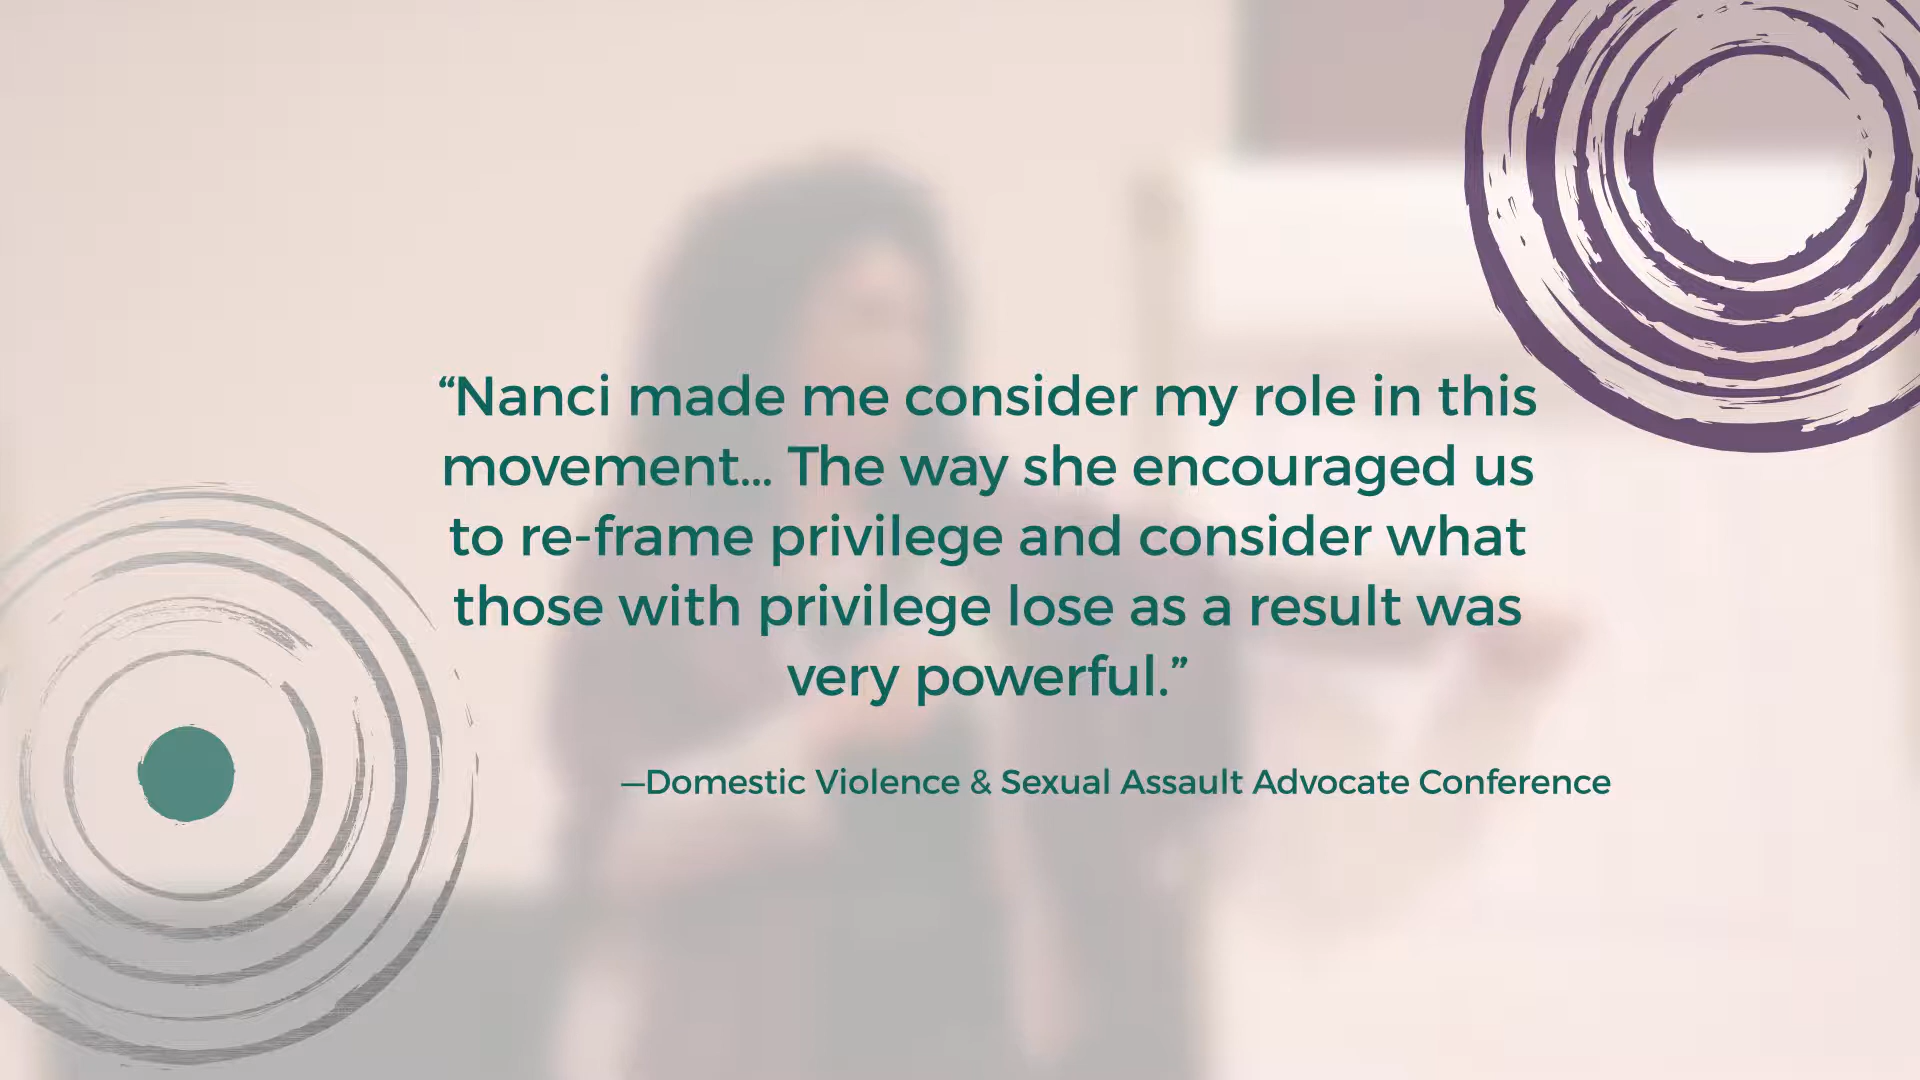 “Nanci made me consider my role in this
movement... The way she encouraged us
to re-frame privilege and consider what
those with privilege lose as a result was
very powerful.”
—Domestic Violence & Sexual Assault Advocate Conference